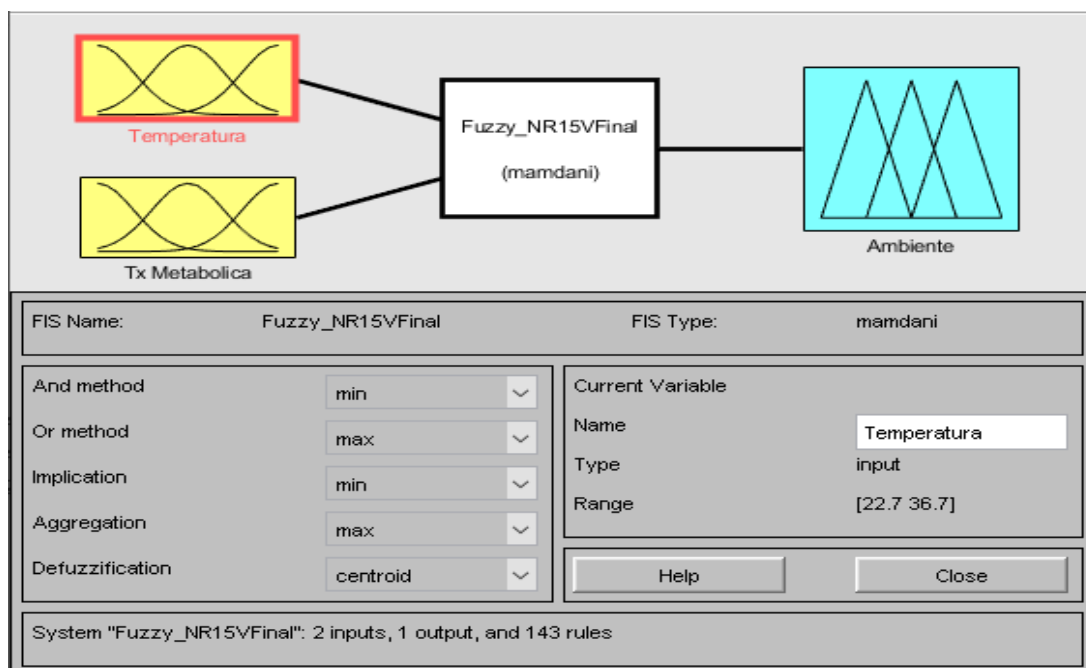 Temperatura
Tx Metabolica
Fuzzy_NR15VFinal
(mamdani)
Ambiente
FIS Name: Fuzzy_NR15VFinal FIS Type: mamdani
And method min
Or method max
Implication min
Aggregation max
Defuzzification centroid
Current Variable
Name Temperatura
Type input
Range [22.7 36.7]
Help Close
System "Fuzzy_NR15VFinal": 2 inputs, 1 output, and 143 rules